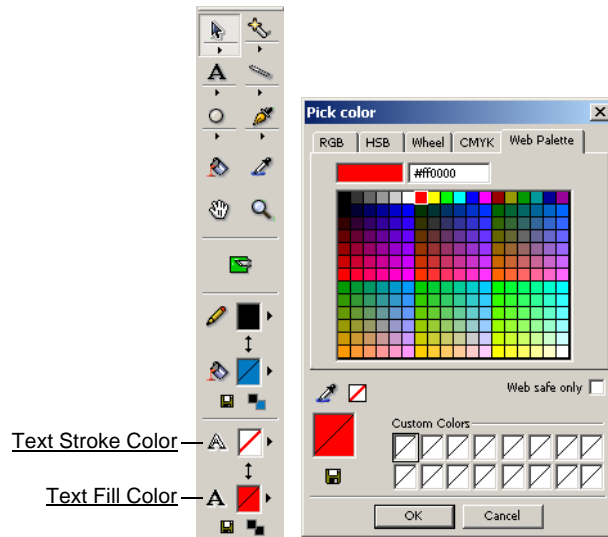 Pick color
RGB HSB Wheel CMYK Web Palette
#ff0000
Web safe only
Custom Colors
Text Stroke Color
Text Fill Color
OK Cancel